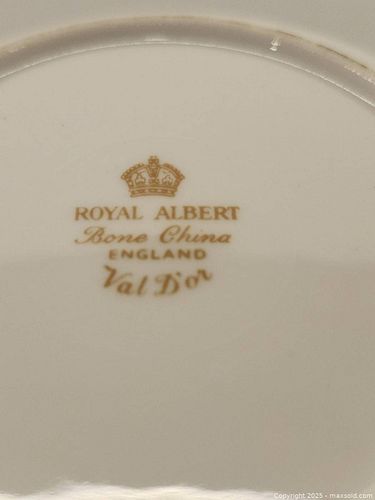 ROYAL ALBERT
Bone China
ENGLAND
Val D'or
Copyright 2025 - maxsold.com